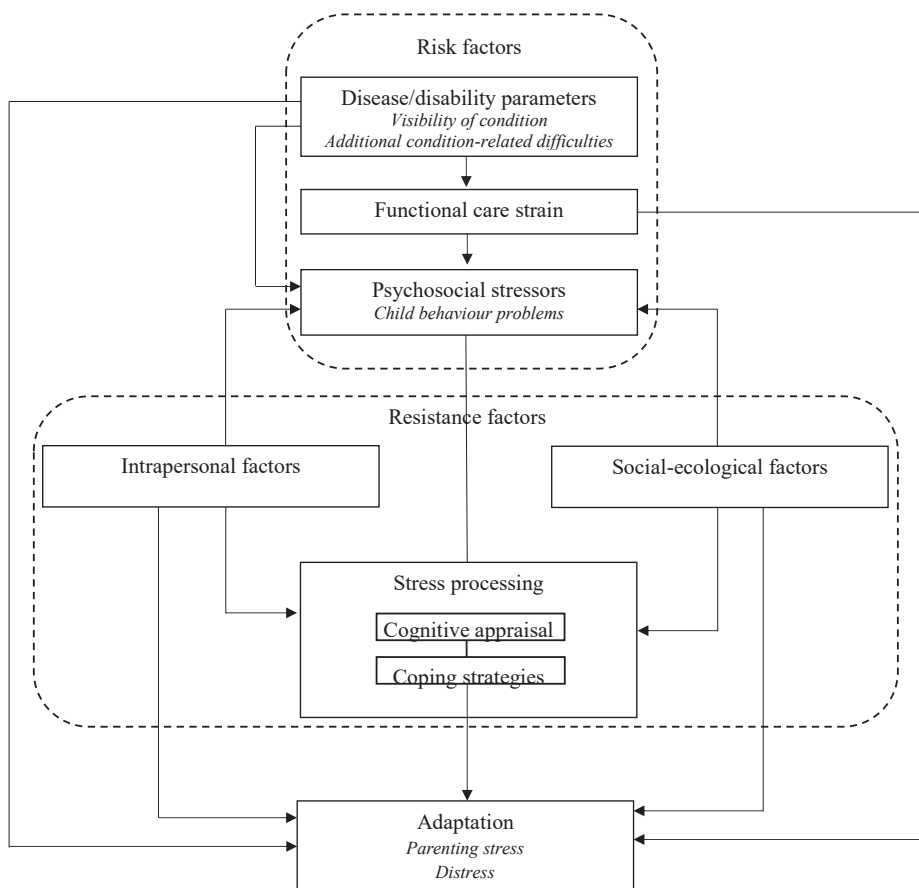 Risk factors
Disease/disability parameters
Visibility of condition
Additional condition-related difficulties
Functional care strain
Psychosocial stressors
Child behaviour problems
Resistance factors
Intrapersonal factors
Social-ecological factors
Stress processing
Cognitive appraisal
Coping strategies
Adaptation
Parenting stress
Distress